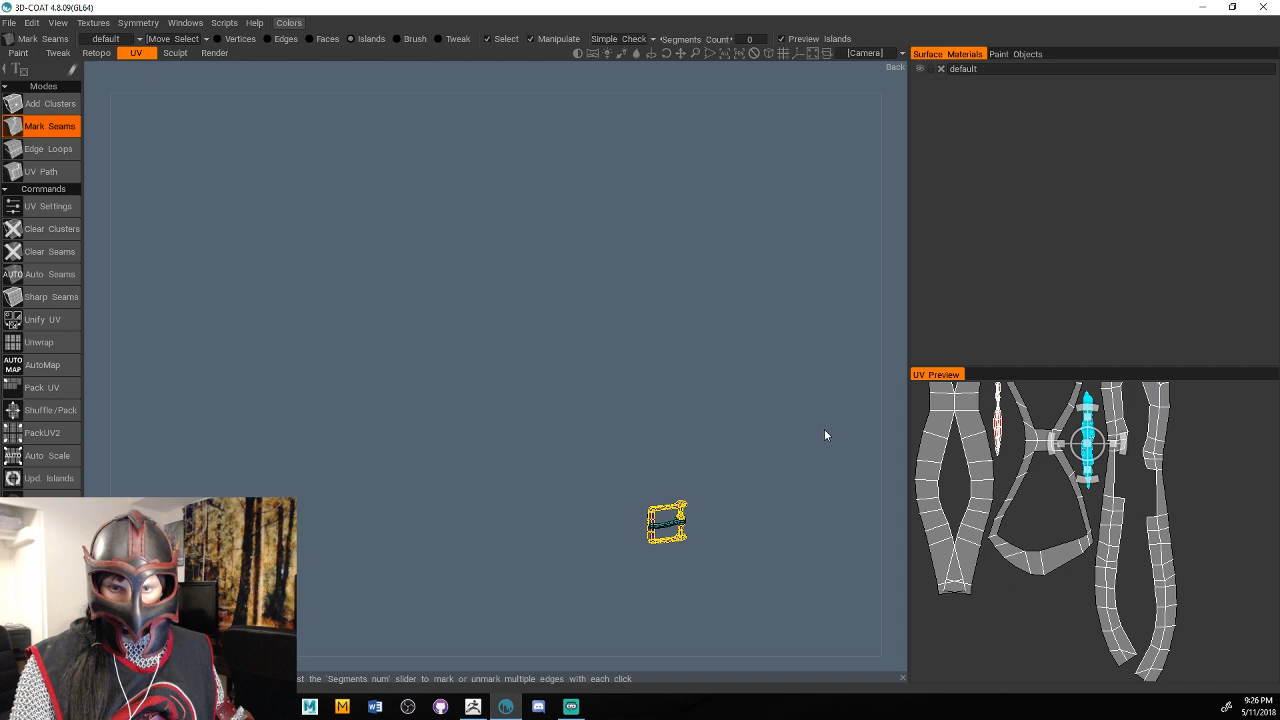 3D-COAT 4.8.09(GL64)
File Edit View Textures Symmetry Windows Scripts Help Colors
Mark Seams default [Move Select Vertices Edges Faces Islands Brush Tweak Select Manipulate Simple Check Segments Count 0 Preview Islands
Paint Tweak Retopo UV Sculpt Render [Camera]
Surface Materials Paint Objects
Back
default
Modes
Add Clusters
Mark Seams
Edge Loops
UV Path
Commands
UV Settings
Clear Clusters
Clear Seams
AUTO Auto Seams
Sharp Seams
Unify UV
Unwrap
AUTO MAP AutoMap
Pack UV
Shuffle/Pack
PackUV2
AUTO Auto Scale
Upd. Islands
UV Preview
st the 'Segments num' slider to mark or unmark multiple edges with each click
9:26 PM
5/11/2018